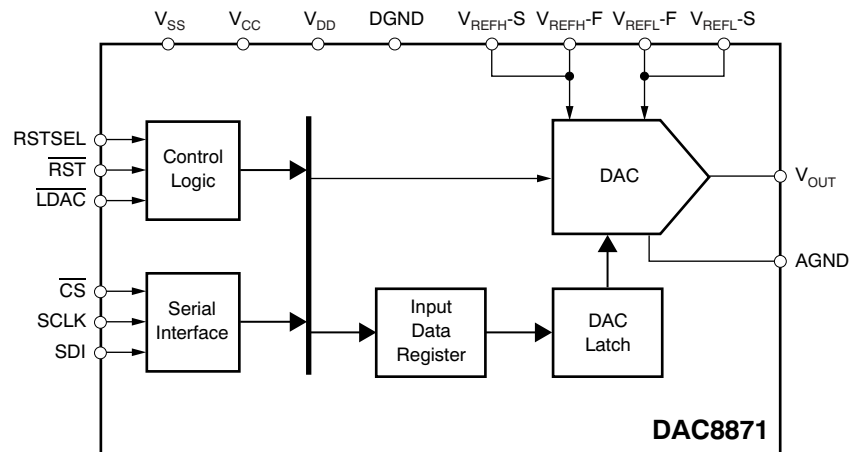 VSS VCC VDD DGND VREFH-S VREFH-F VREFL-F VREFL-S
RSTSEL
RST
LDAC
Control
Logic
DAC
VOUT
AGND
CS
SCLK
SDI
Serial
Interface
Input
Data
Register
DAC
Latch
DAC8871